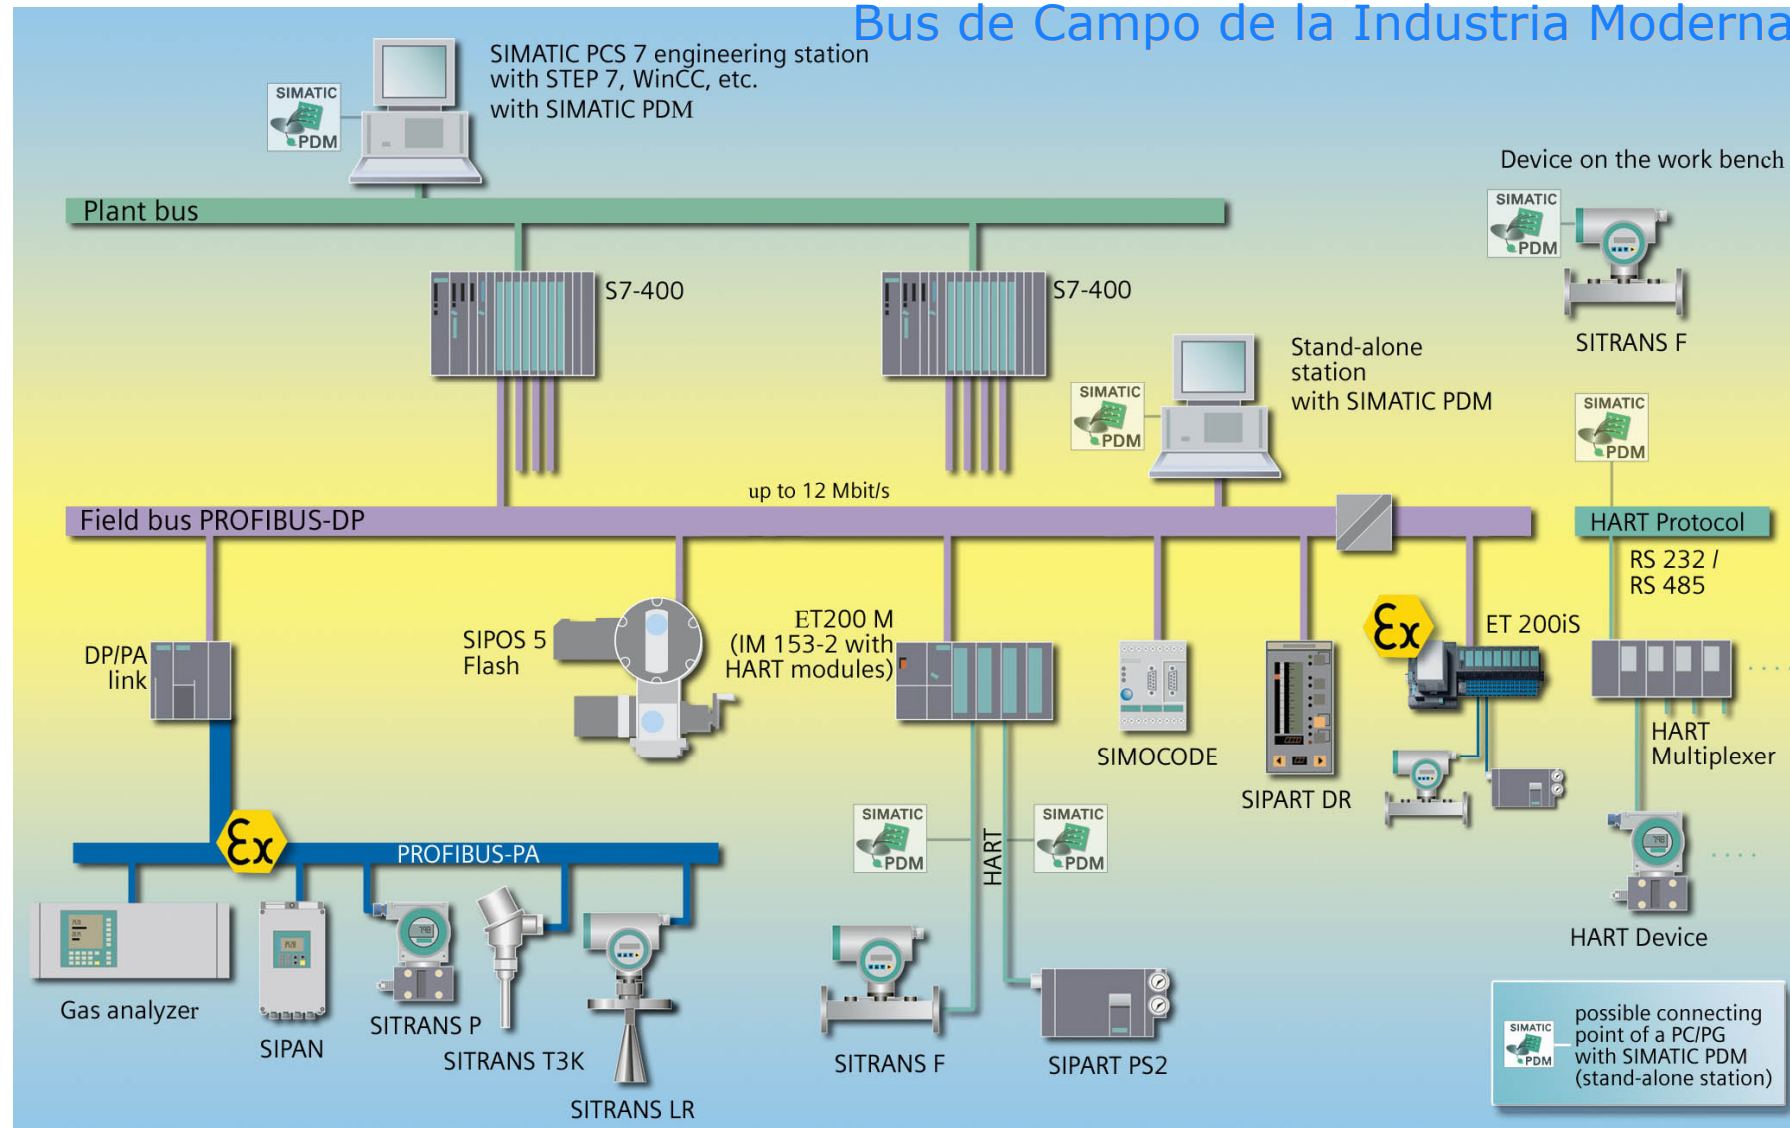 Bus de Campo de la Industria Moderna
SIMATIC PCS 7 engineering station
with STEP 7, WinCC, etc.
with SIMATIC PDM
SIMATIC
PDM
Device on the work bench
Plant bus
SIMATIC
PDM
S7-400
S7-400
SITRANS F
Stand-alone
station
with SIMATIC PDM
SIMATIC
PDM
SIMATIC
PDM
up to 12 Mbit/s
Field bus PROFIBUS-DP
HART Protocol
RS 232 /
RS 485
DP/PA
link
SIPOS 5
Flash
ET200 M
(IM 153-2 with
HART modules)
Ex
ET 200iS
SIMOCODE
SIPART DR
HART
Multiplexer
Ex
PROFIBUS-PA
SIMATIC
PDM
HART
SIMATIC
PDM
HART Device
Gas analyzer
SIPAN
SITRANS P
SITRANS T3K
SITRANS LR
SITRANS F
SIPART PS2
SIMATIC
PDM
possible connecting
point of a PC/PG
with SIMATIC PDM
(stand-alone station)